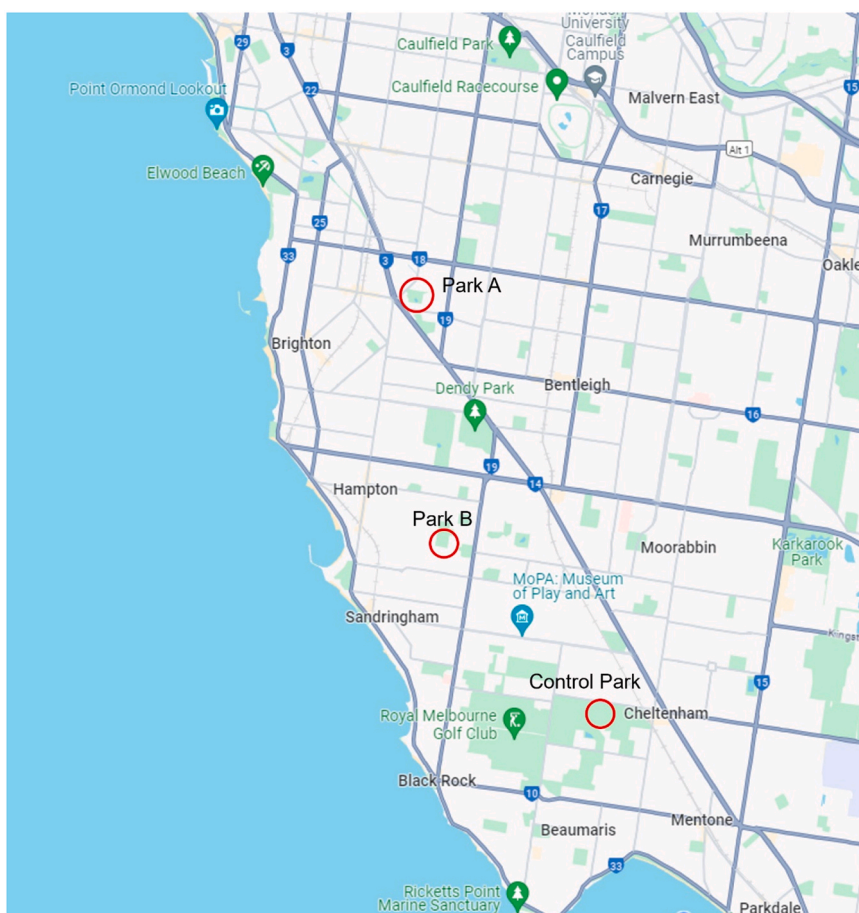 Monash
University
Caulfield
Campus
Caulfield Park
29
3
Caulfield Racecourse
15
Point Ormond Lookout
22
Malvern East
Alt 1
Elwood Beach
Carnegie
17
25
Murrumbeena
33
3
18
Oakle
Park A
19
Brighton
Dendy Park
Bentleigh
16
19
14
Hampton
Park B
Moorabbin
Karkarook
Park
MoPA: Museum
of Play and Art
Sandringham
Kings
15
Control Park
Royal Melbourne
Golf Club
Cheltenham
Black Rock
10
Mentone
Beaumaris
33
Ricketts Point
Marine Sanctuary
Parkdale